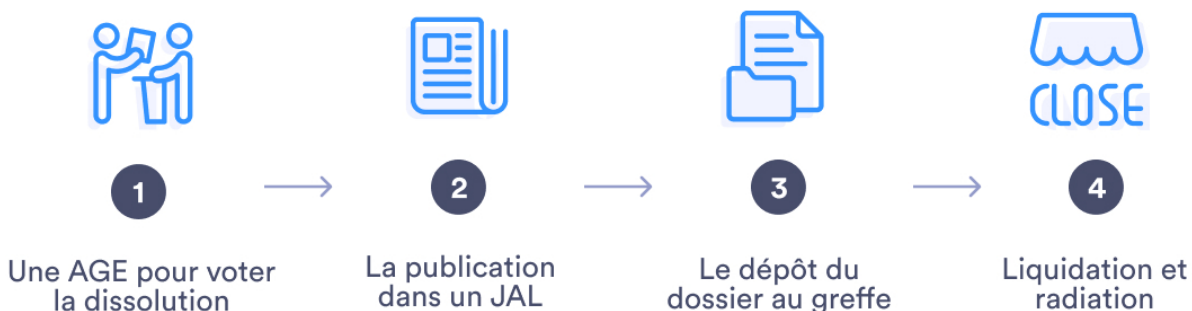 CLOSE
1
2
3
4
Une AGE pour voter
la dissolution
La publication
dans un JAL
Le dépôt du
dossier au greffe
Liquidation et
radiation